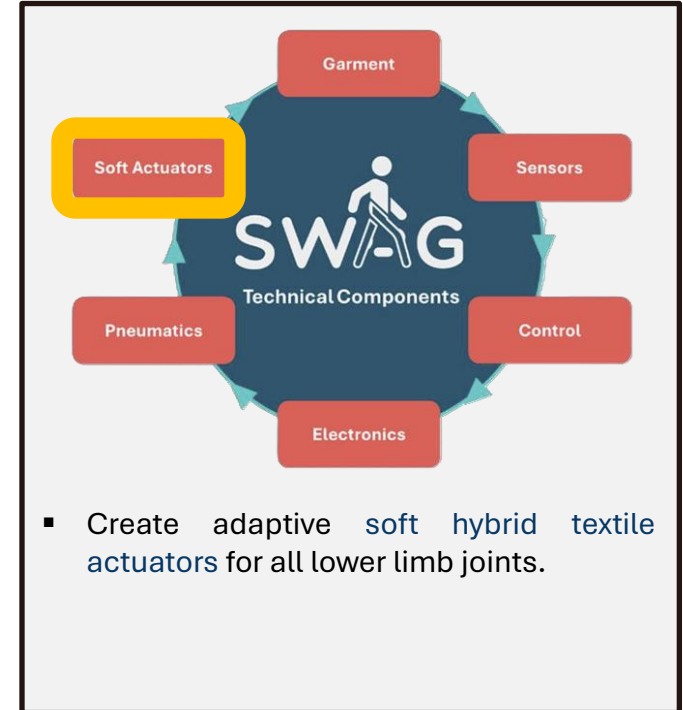 Garment
Soft Actuators
Sensors
SWAG
Technical Components
Pneumatics
Control
Electronics
▪ Create adaptive soft hybrid textile
actuators for all lower limb joints.